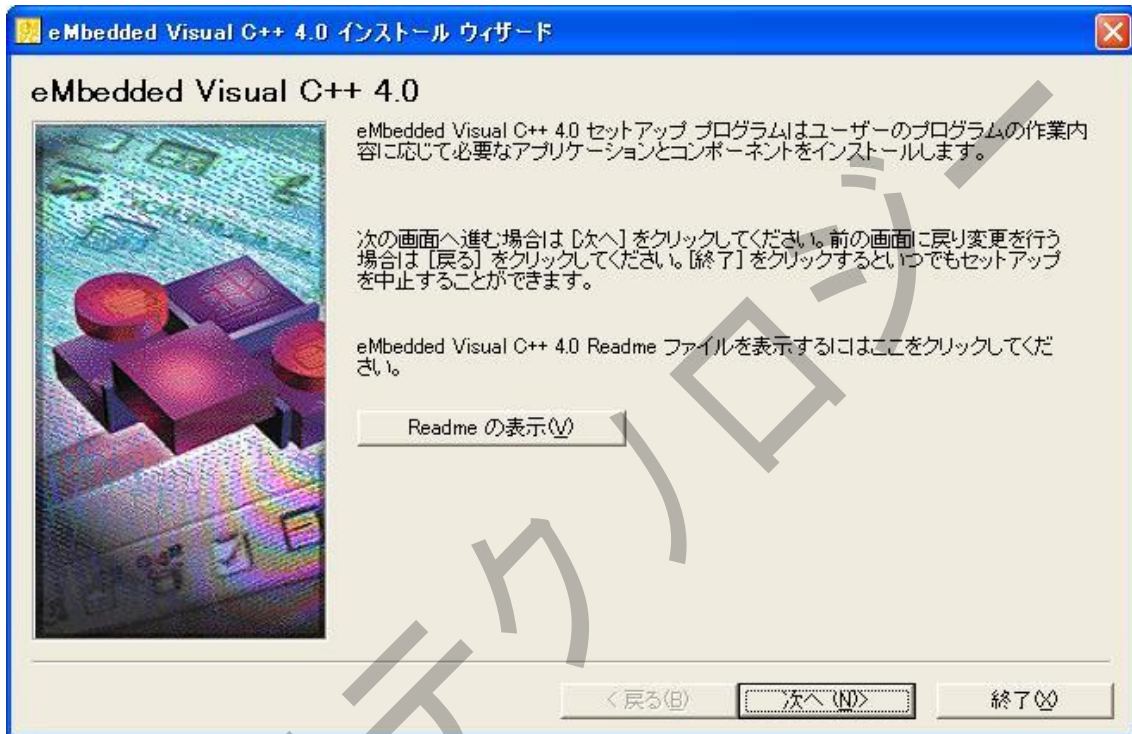 eMbedded Visual C++ 4.0 インストール ウィザード
eMbedded Visual C++ 4.0
eMbedded Visual C++ 4.0 セットアップ プログラムはユーザーのプログラムの作業内
容に応じて必要なアプリケーションとコンポーネントをインストールします。
次の画面へ進む場合は [次へ] をクリックしてください。前の画面に戻り変更を行う
場合は [戻る] をクリックしてください。[終了] をクリックするといつでもセットアップ
を中止することができます。
eMbedded Visual C++ 4.0 Readme ファイルを表示するにはここをクリックしてくだ
さい。
Readme の表示(V)
< 戻る(B)
次へ (N)>
終了(X)
テクノロジー